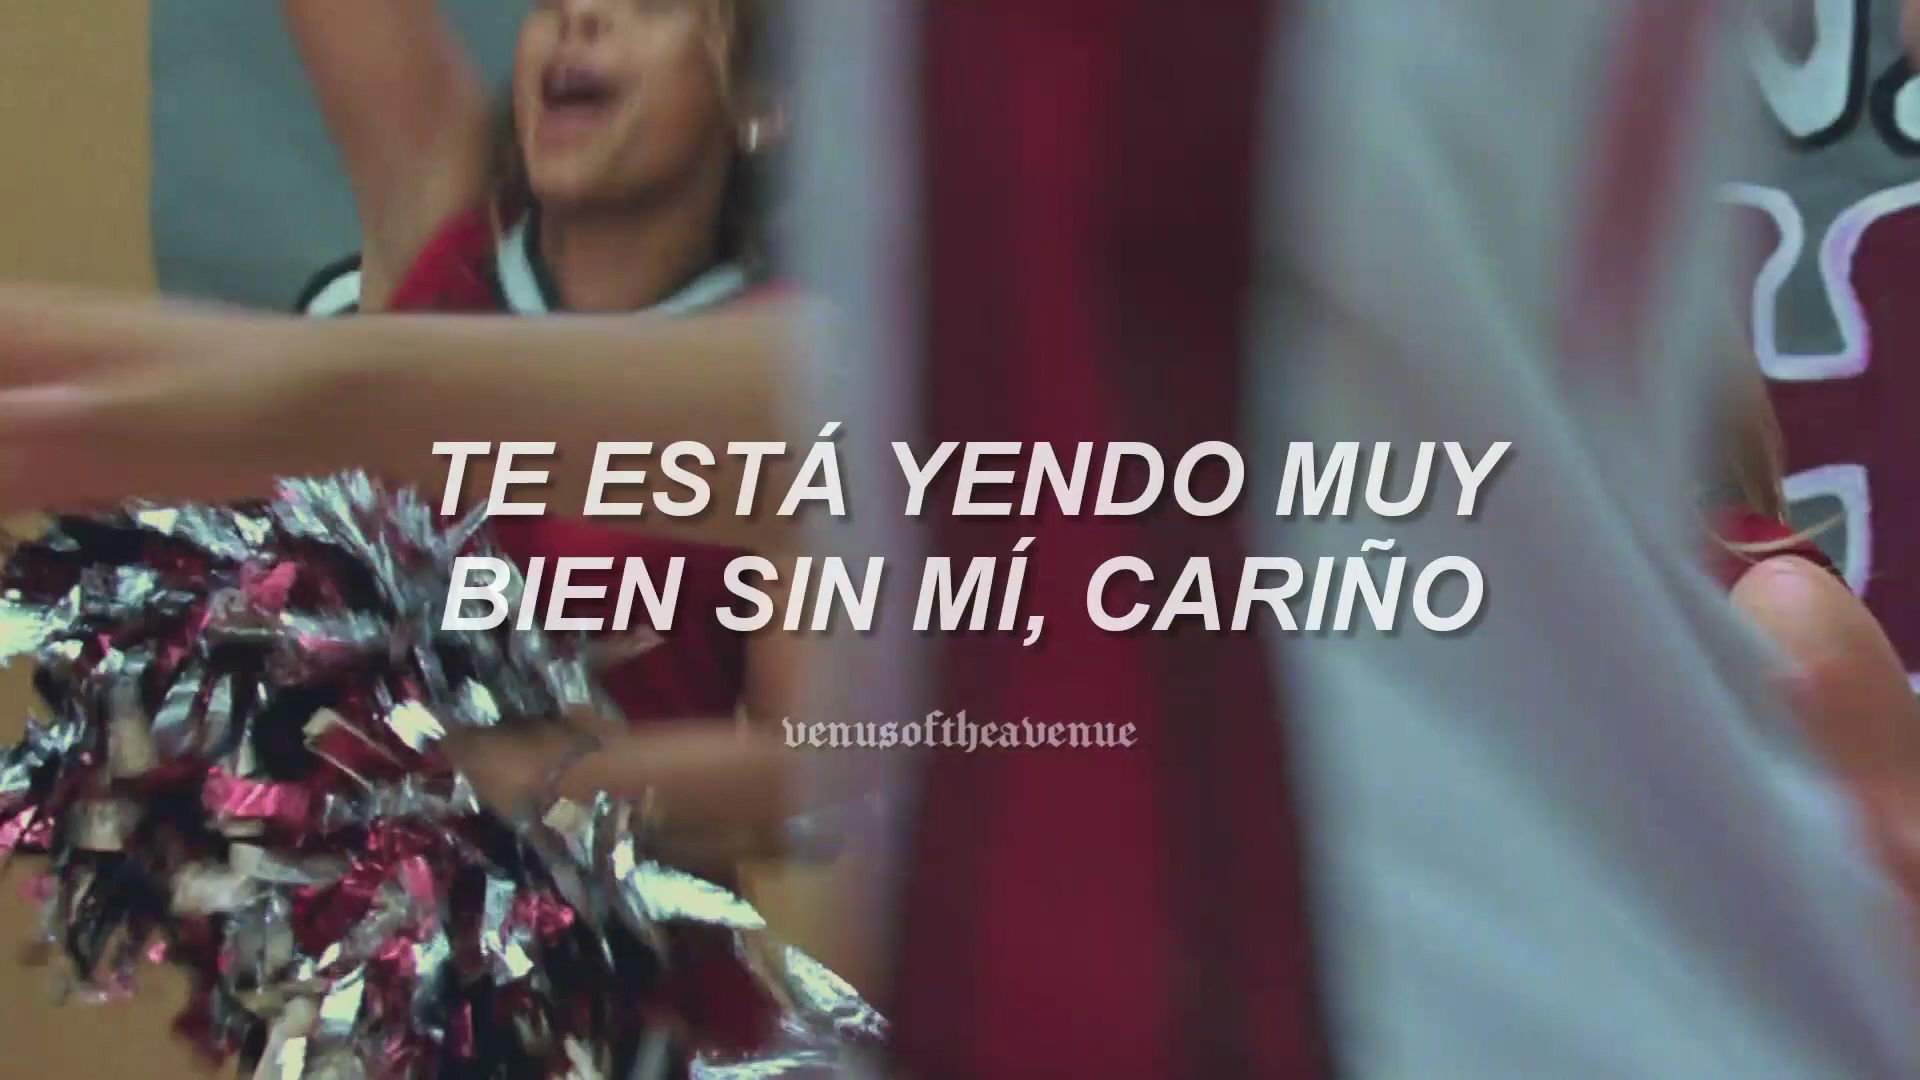 TE ESTÁ YENDO MUY
BIEN SIN MÍ, CARIÑO
venusoftheavenue